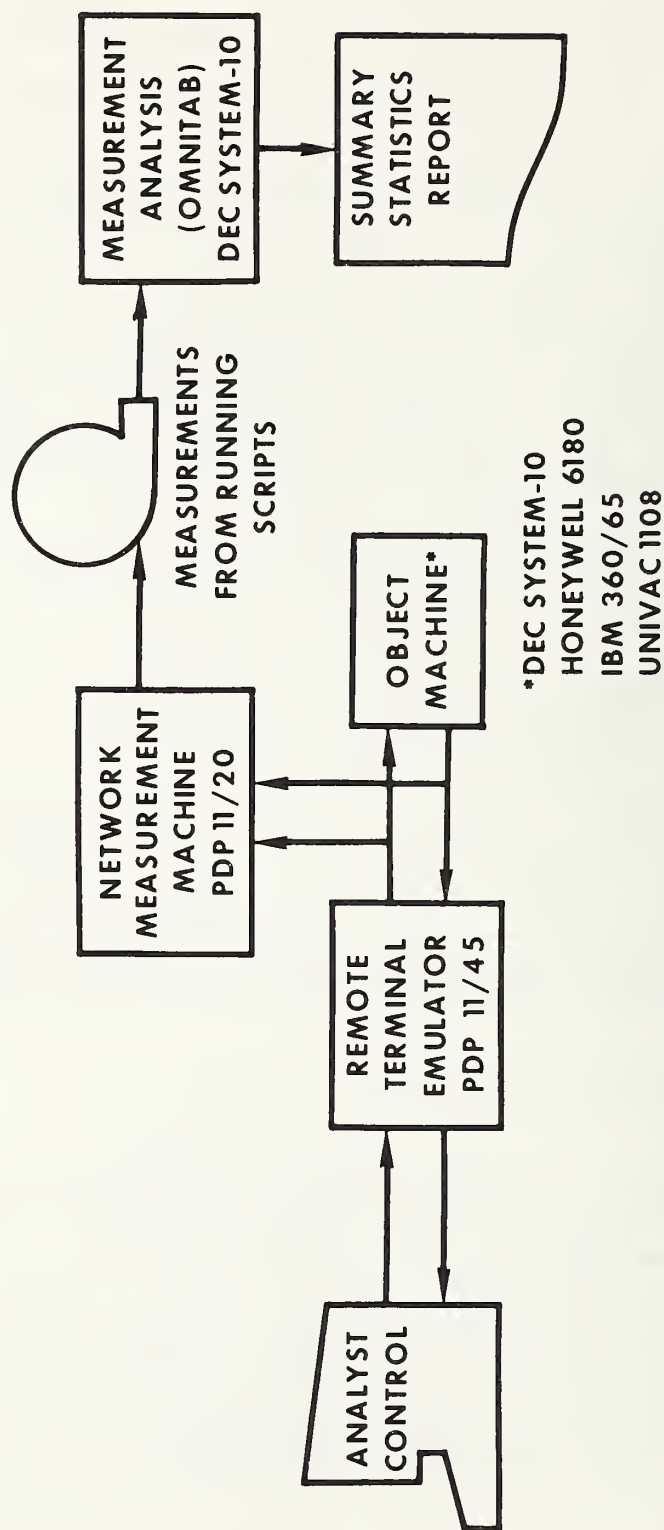 ANALYST
CONTROL
REMOTE
TERMINAL
EMULATOR
PDP 11/45
OBJECT
MACHINE*
*DEC SYSTEM-10
HONEYWELL 6180
IBM 360/65
UNIVAC 1108
NETWORK
MEASUREMENT
MACHINE
PDP 11/20
MEASUREMENTS
FROM RUNNING
SCRIPTS
MEASUREMENT
ANALYSIS
(OMNITAB)
DEC SYSTEM-10
SUMMARY
STATISTICS
REPORT